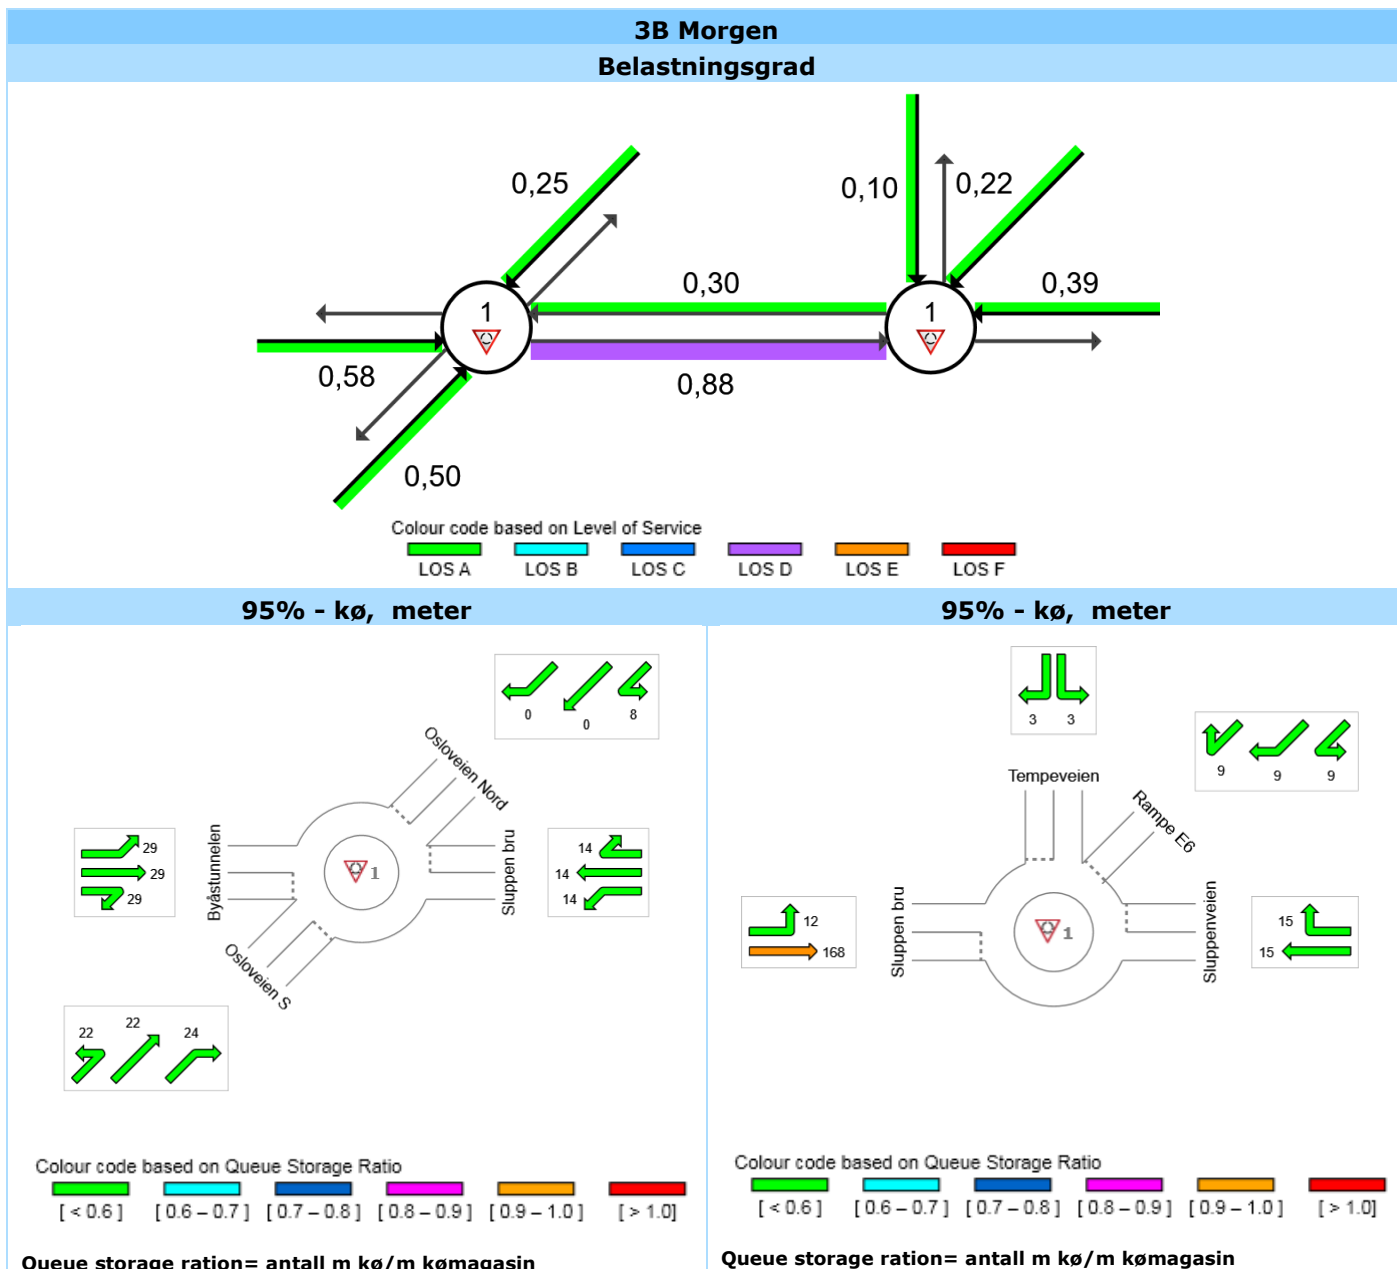 3B Morgen
Belastningsgrad
0,25
0,10
0,22
0,30
0,39
1
1
0,58
0,88
0,50
Colour code based on Level of Service
LOS A LOS B LOS C LOS D LOS E LOS F
95% - kø, meter
0 0 8
Osloveien Nord
29
29
29
Byåstunnelen
1
Sluppen bru
14
14
14
Osloveien S
22 22 24
Colour code based on Queue Storage Ratio
[ < 0.6 ] [ 0.6 – 0.7 ] [ 0.7 – 0.8 ] [ 0.8 – 0.9 ] [ 0.9 – 1.0 ] [ > 1.0]
Queue storage ration= antall m kø/m kømagasin
95% - kø, meter
3 3
9 9 9
Tempeveien
Rampe E6
12
168
Sluppen bru
1
Sluppenveien
15
15
Colour code based on Queue Storage Ratio
[ < 0.6 ] [ 0.6 – 0.7 ] [ 0.7 – 0.8 ] [ 0.8 – 0.9 ] [ 0.9 – 1.0 ] [ > 1.0]
Queue storage ration= antall m kø/m kømagasin